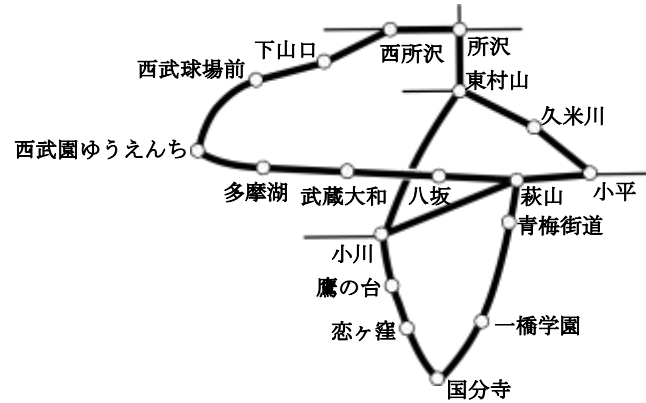 所沢
西所沢
下山口
西武球場前
東村山
久米川
西武園ゆうえんち
多摩湖
武蔵大和
八坂
萩山
小平
青梅街道
小川
鷹の台
恋ヶ窪
一橋学園
国分寺